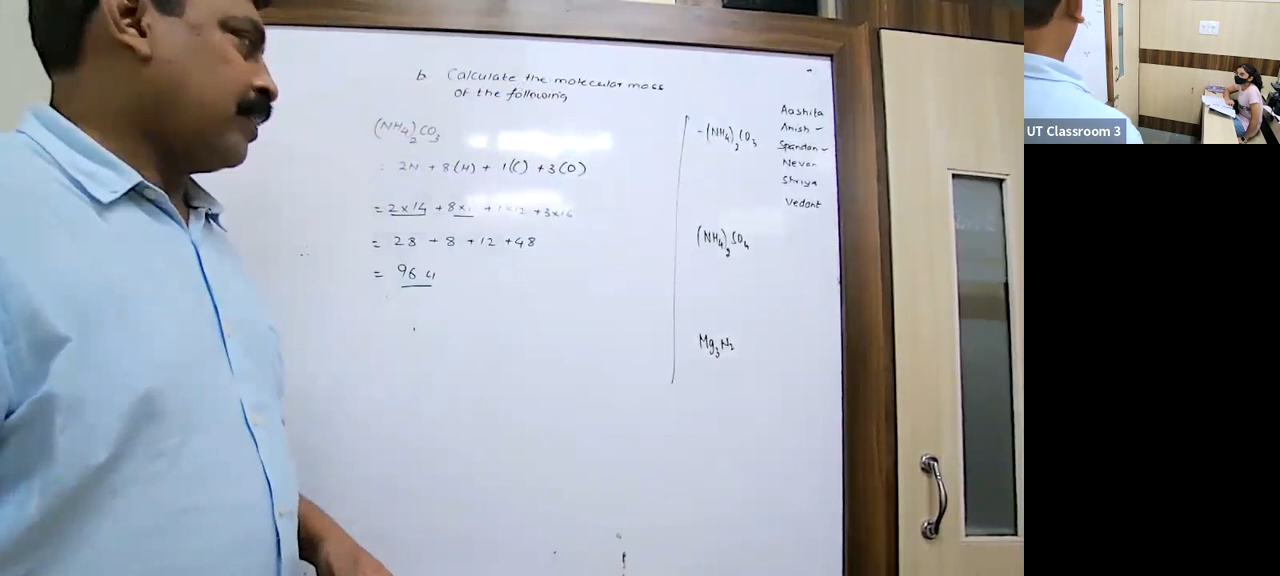 b. Calculate the molecular mass
of the following
(NH4)2CO3
= 2N + 8(H) + 1(C) + 3(O)
= 2×14 + 8×1 + 1×12 + 3×16
= 28 + 8 + 12 + 48
= 96 u
- (NH4)2CO3
(NH4)2SO4
Mg3N2
Aashita
Anish -
Spandan -
Nevan
Shriya
Vedant
UT Classroom 3